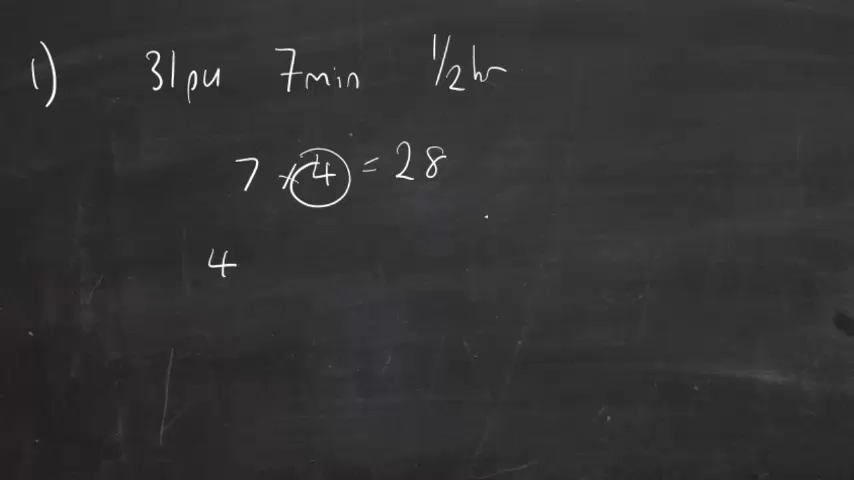 1) 31pu 7min 1/2hr
7 × 4 = 28
4